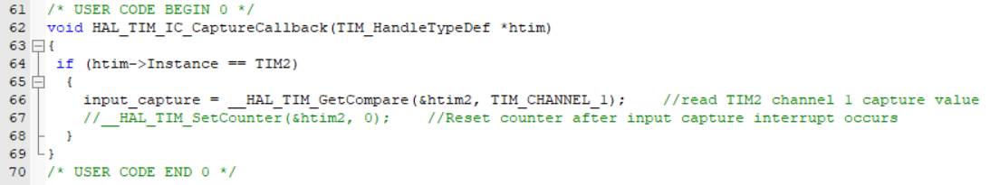 61 /* USER CODE BEGIN 0 */
62 void HAL_TIM_IC_CaptureCallback(TIM_HandleTypeDef *htim)
63 {
64 if (htim->Instance == TIM2)
65 {
66 input_capture = __HAL_TIM_GetCompare(&htim2, TIM_CHANNEL_1); //read TIM2 channel 1 capture value
67 //__HAL_TIM_SetCounter(&htim2, 0); //Reset counter after input capture interrupt occurs
68 }
69 }
70 /* USER CODE END 0 */